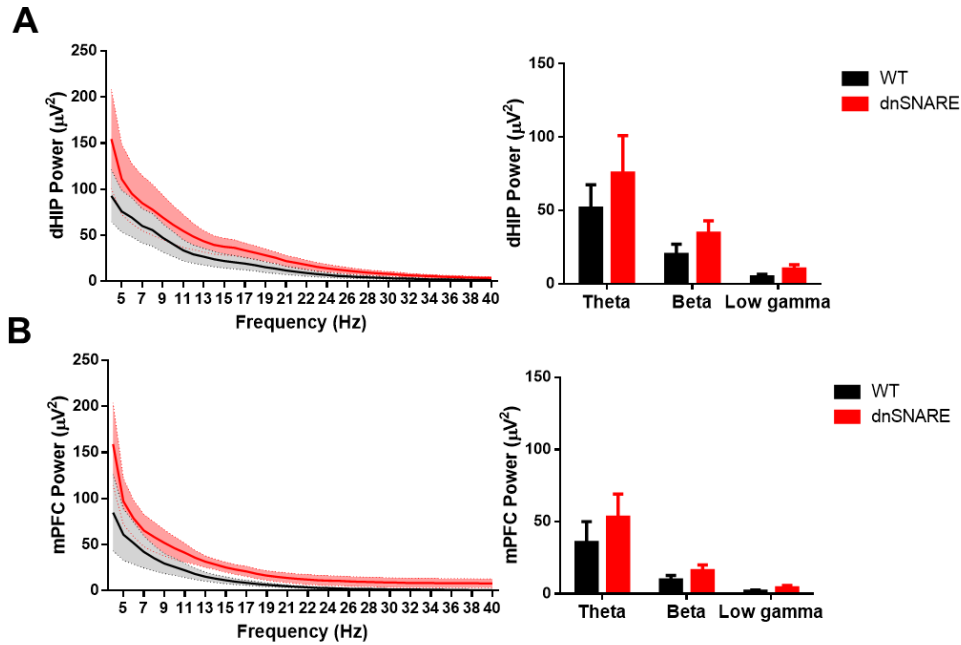 A
250
200
150
100
50
0
dHIP Power (μV²)
5 7 9 11 13 15 17 19 21 22 24 26 28 30 32 34 36 38 40
Frequency (Hz)
150
100
50
0
dHIP Power (μV²)
Theta Beta Low gamma
WT
dnSNARE
B
250
200
150
100
50
0
mPFC Power (μV²)
5 7 9 11 13 15 17 19 21 22 24 26 28 30 32 34 36 38 40
Frequency (Hz)
150
100
50
0
mPFC Power (μV²)
Theta Beta Low gamma
WT
dnSNARE